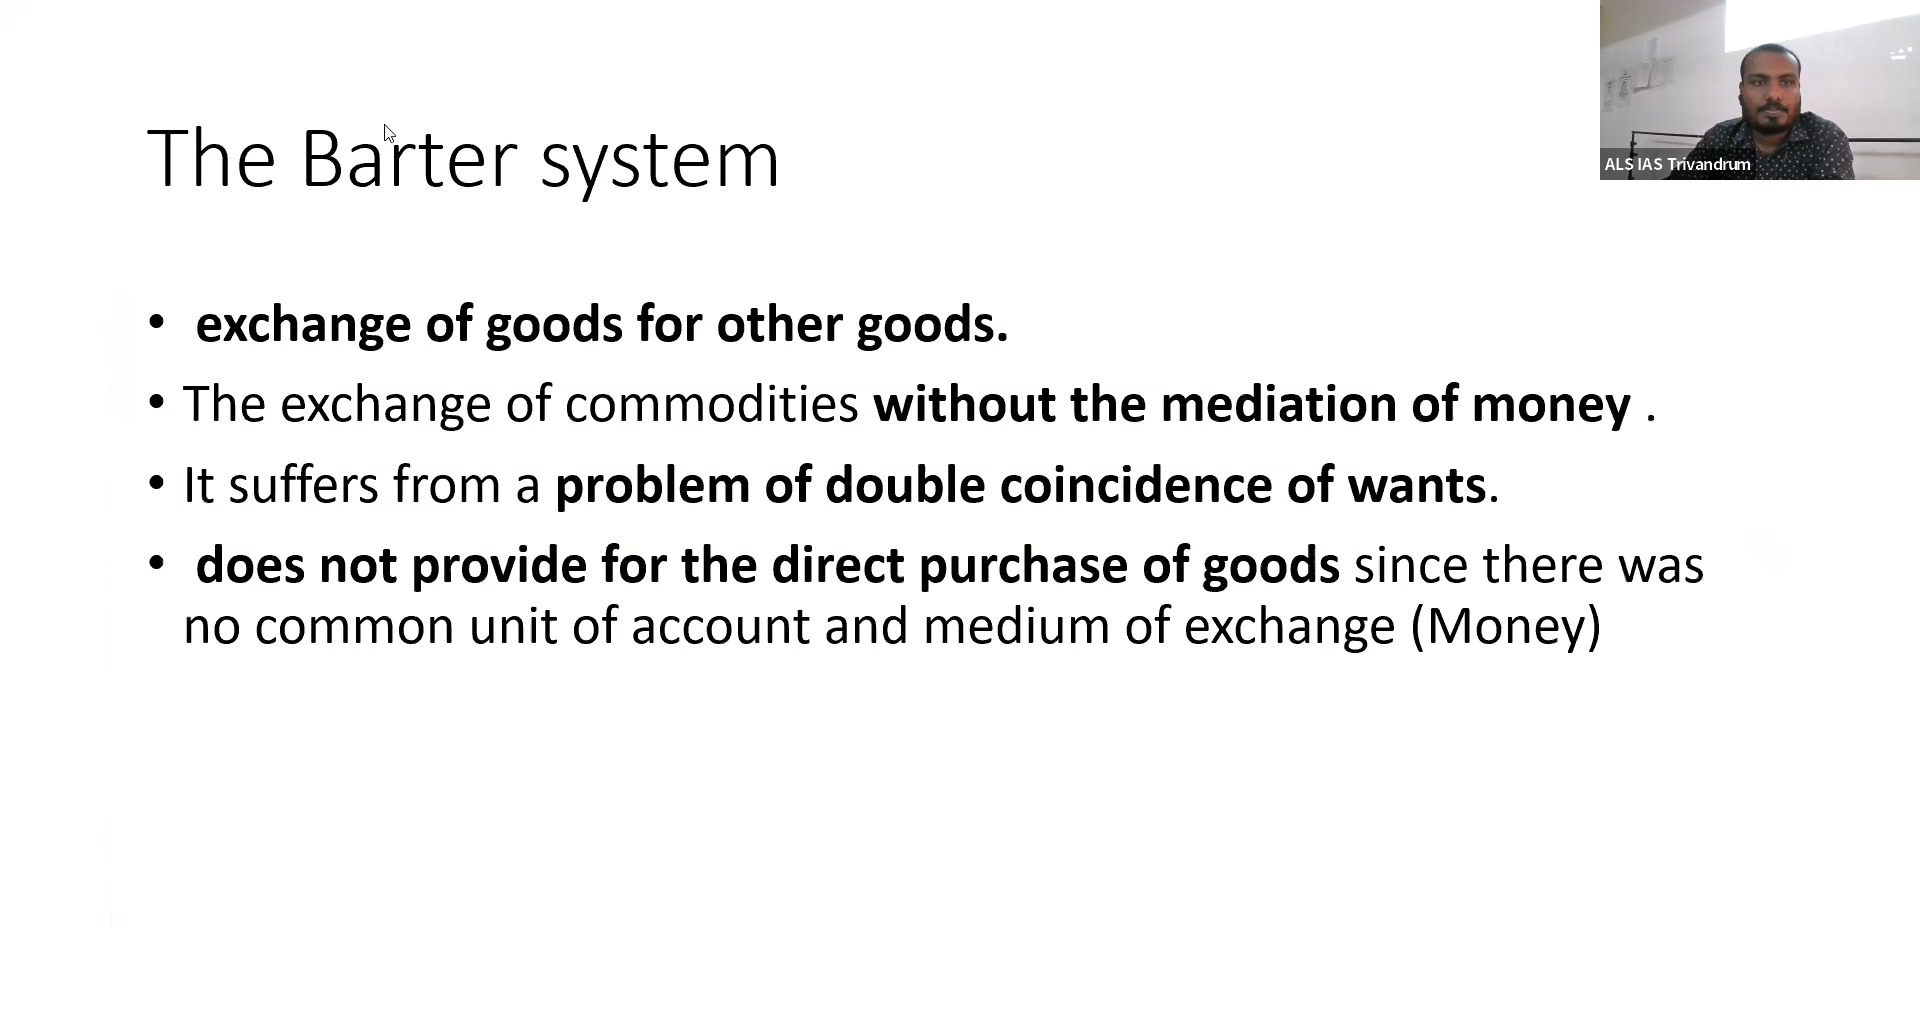 The Barter system
ALS IAS Trivandrum
• exchange of goods for other goods.
• The exchange of commodities without the mediation of money .
• It suffers from a problem of double coincidence of wants.
• does not provide for the direct purchase of goods since there was
no common unit of account and medium of exchange (Money)